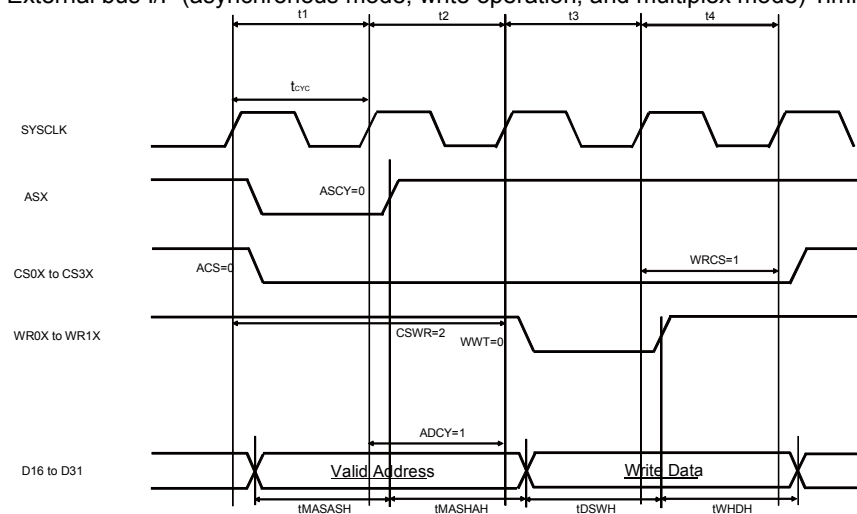 External bus I/F (asynchronous mode, write operation, and multiplex mode) Timi
t1 t2 t3 t4
tCYC
SYSCLK
ASX ASCY=0
CS0X to CS3X ACS=0 WRCS=1
WR0X to WR1X CSWR=2 WWT=0
ADCY=1
D16 to D31 Valid Address Write Data
tMASASH tMASHAH tDSWH tWHDH